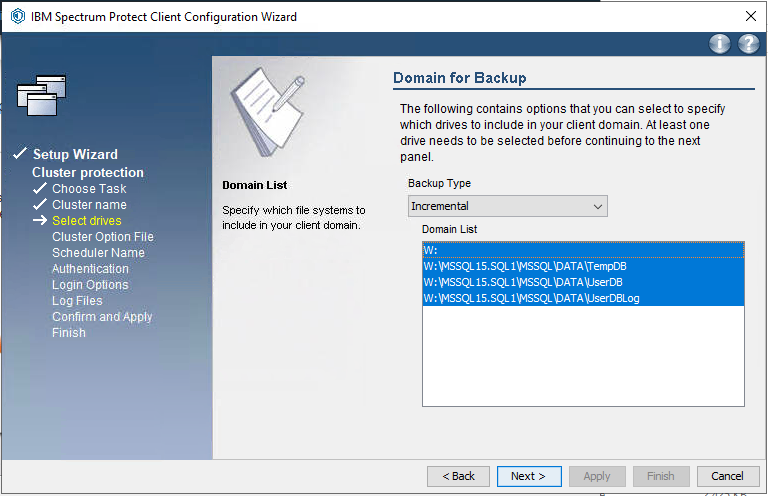 IBM Spectrum Protect Client Configuration Wizard
Setup Wizard
Cluster protection
Choose Task
Cluster name
Select drives
Cluster Option File
Scheduler Name
Authentication
Login Options
Log Files
Confirm and Apply
Finish
Domain List
Specify which file systems to
include in your client domain.
Domain for Backup
The following contains options that you can select to specify
which drives to include in your client domain. At least one
drive needs to be selected before continuing to the next
panel.
Backup Type
Incremental
Domain List
W:
W:\MSSQL15.SQL1\MSSQL\DATA\TempDB
W:\MSSQL15.SQL1\MSSQL\DATA\UserDB
W:\MSSQL15.SQL1\MSSQL\DATA\UserDBLog
< Back
Next >
Apply
Finish
Cancel